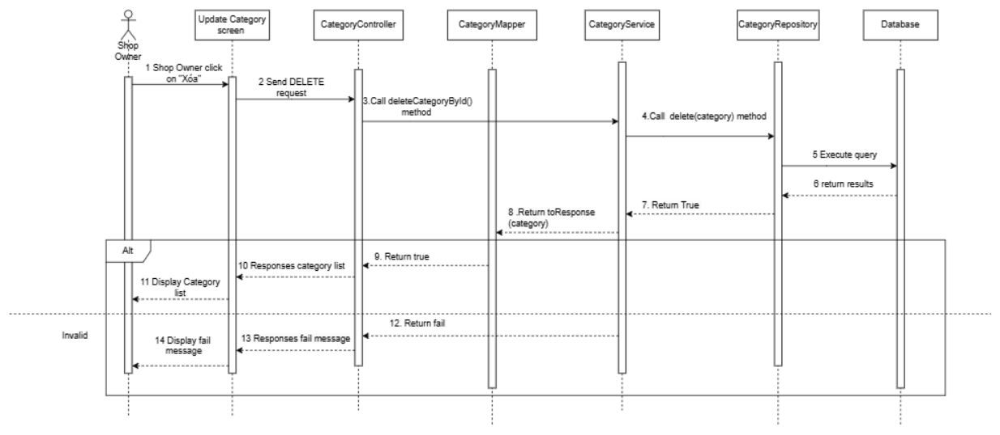 Update Category
screen
CategoryController
CategoryMapper
CategoryService
CategoryRepository
Database
Shop
Owner
1 Shop Owner click
on "Xóa"
2 Send DELETE
request
3.Call deleteCategoryById()
method
4.Call delete(category) method
5 Execute query
6 return results
7. Return True
8 .Return toResponse
(category)
Alt
9. Return true
10 Responses category list
11 Display Category
list
Invalid
12. Return fail
13 Responses fail message
14 Display fail
message